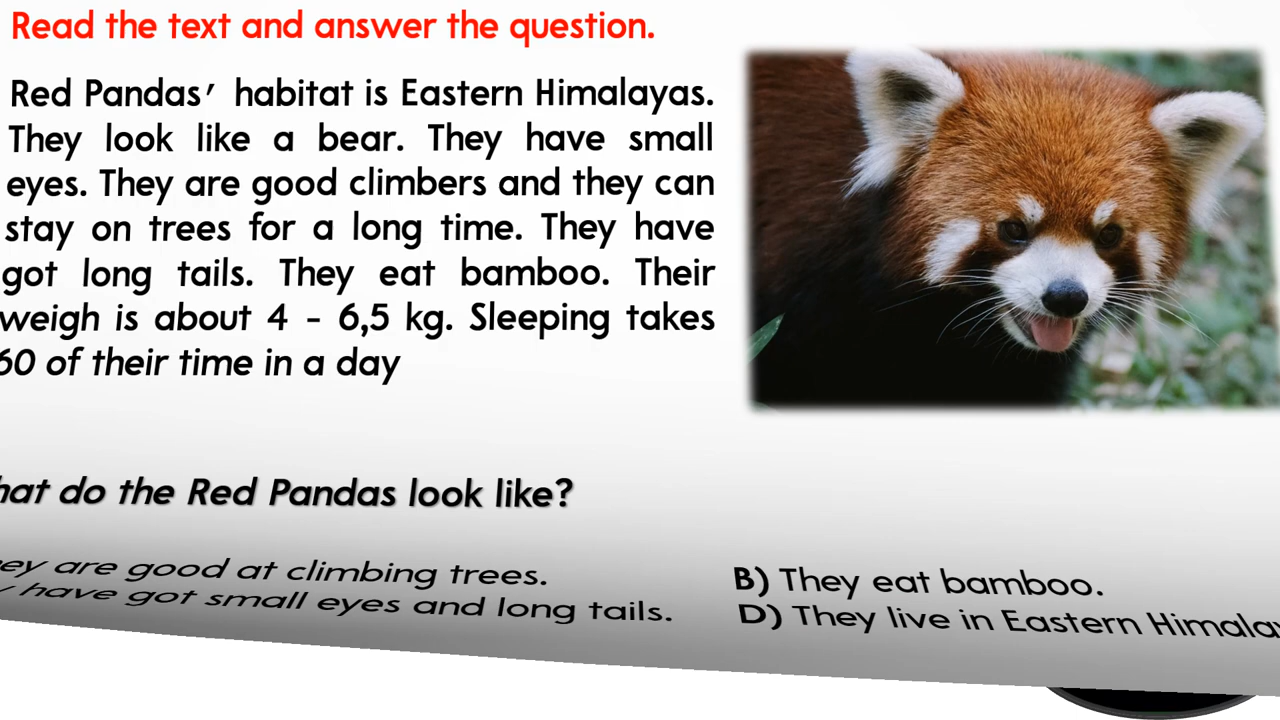 Read the text and answer the question.
Red Pandas' habitat is Eastern Himalayas.
They look like a bear. They have small
eyes. They are good climbers and they can
stay on trees for a long time. They have
got long tails. They eat bamboo. Their
weigh is about 4 - 6,5 kg. Sleeping takes
60 of their time in a day
do the Red Pandas look like?
are good at climbing trees.
B) They eat bamboo.
have got small eyes and long tails.
D) They live in Eastern